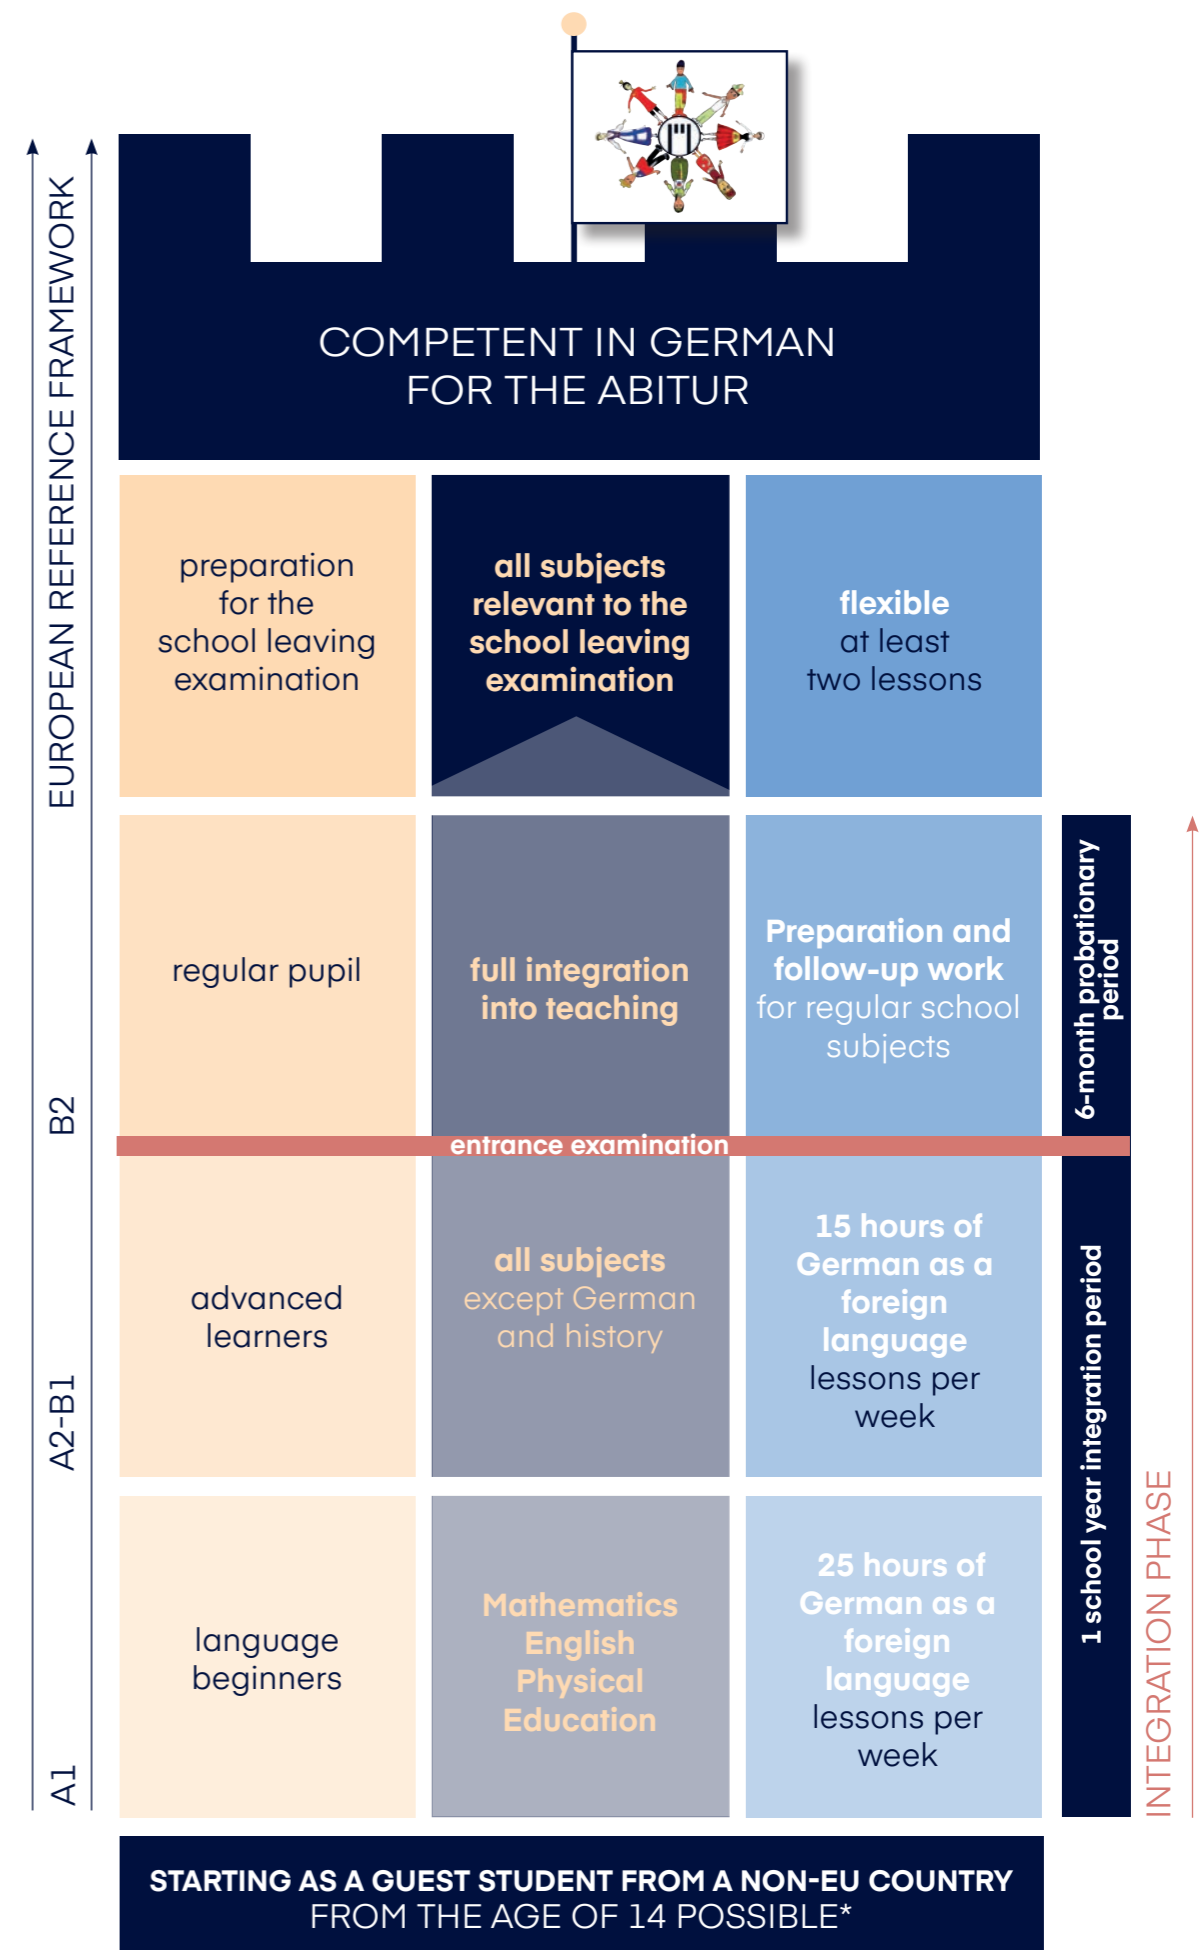 COMPETENT IN GERMAN
FOR THE ABITUR
EUROPEAN REFERENCE FRAMEWORK
preparation
for the
school leaving
examination
all subjects
relevant to the
school leaving
examination
flexible
at least
two lessons
regular pupil
full integration
into teaching
Preparation and
follow-up work
for regular school
subjects
6-month probationary
period
B2
entrance examination
advanced
learners
all subjects
except German
and history
15 hours of
German as a
foreign
language
lessons per
week
1 school year integration period
A2-B1
language
beginners
Mathematics
English
Physical
Education
25 hours of
German as a
foreign
language
lessons per
week
INTEGRATION PHASE
A1
STARTING AS A GUEST STUDENT FROM A NON-EU COUNTRY
FROM THE AGE OF 14 POSSIBLE*